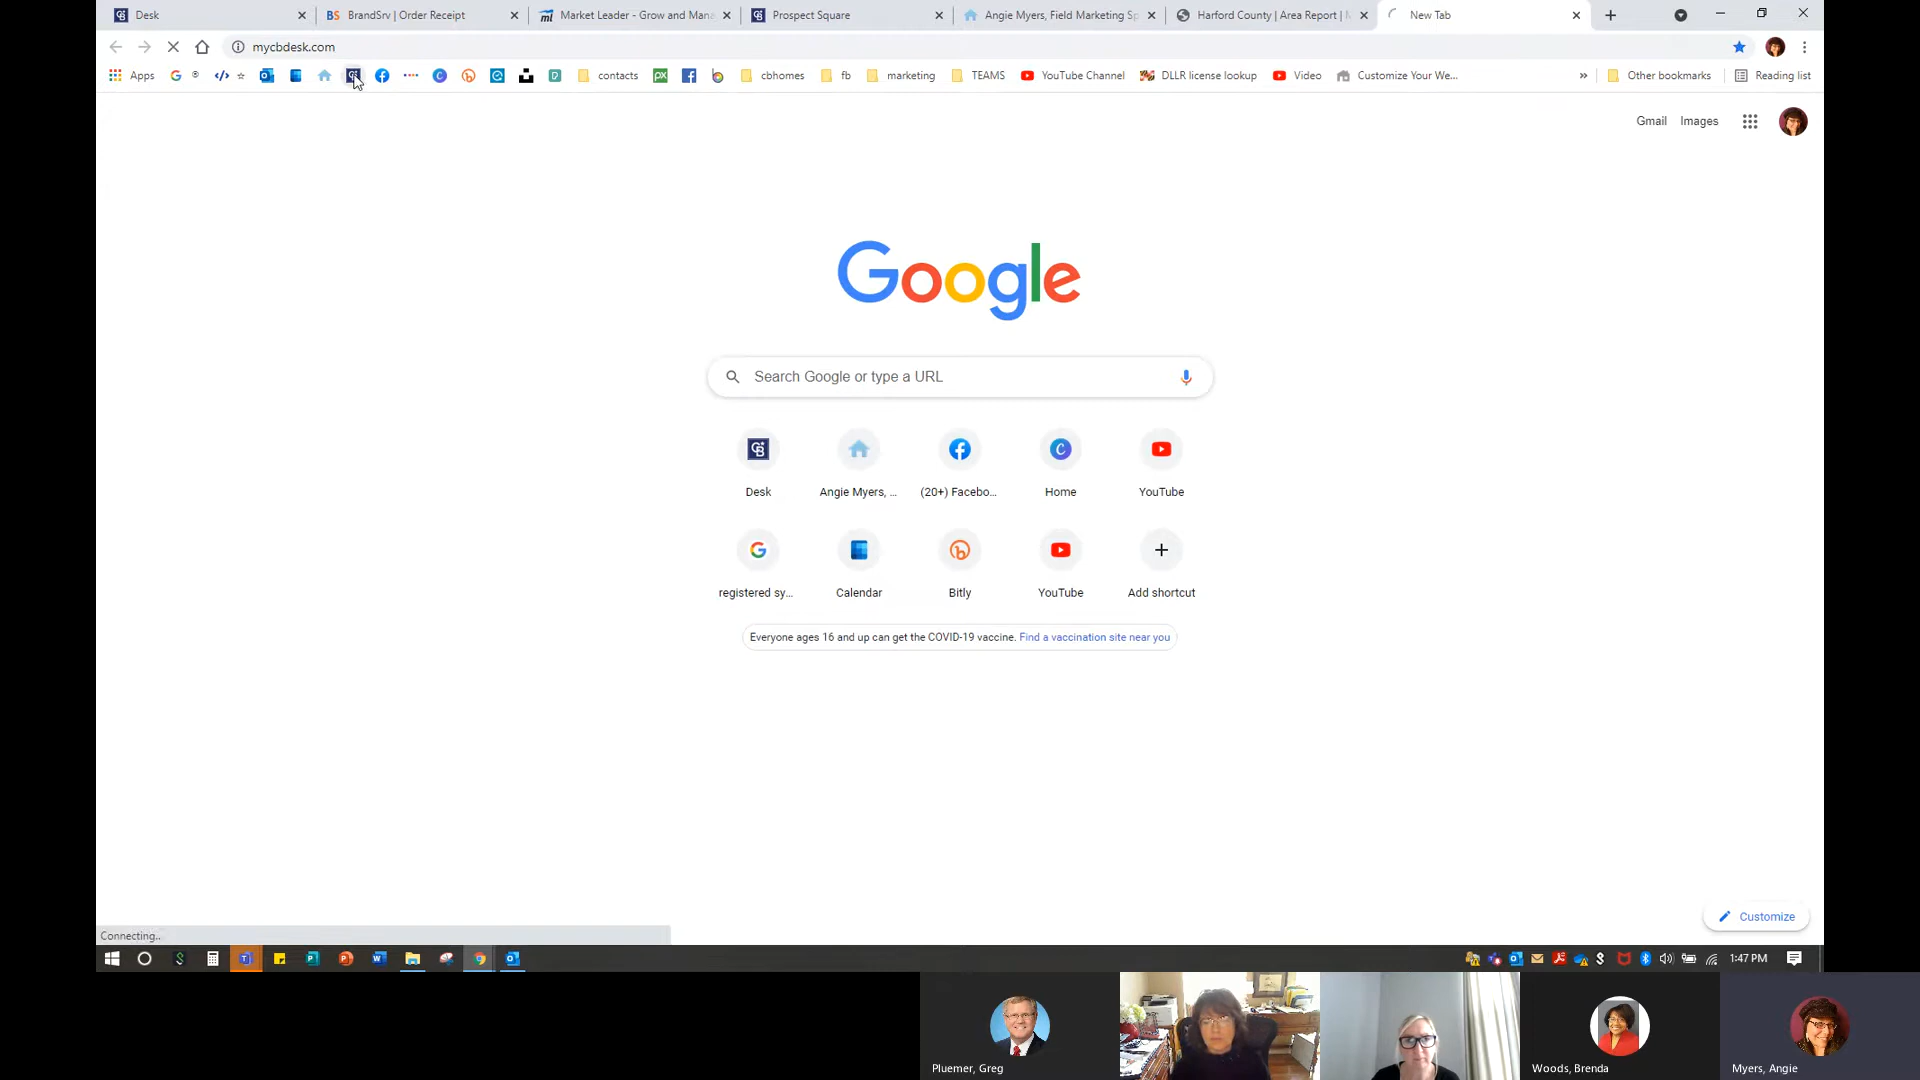 Desk
BS BrandSrv | Order Receipt
ml Market Leader - Grow and Mana
Prospect Square
Angie Myers, Field Marketing Sp
Harford County | Area Report |
New Tab
mycbdesk.com
Apps
contacts
cbhomes
fb
marketing
TEAMS
YouTube Channel
DLLR license lookup
Video
Customize Your We...
»
Other bookmarks
Reading list
Gmail
Images
Google
Search Google or type a URL
Desk
Angie Myers, ...
(20+) Facebo...
Home
YouTube
registered sy...
Calendar
Bitly
YouTube
Add shortcut
Everyone ages 16 and up can get the COVID-19 vaccine. Find a vaccination site near you
Customize
Connecting...
1:47 PM
Pluemer, Greg
Woods, Brenda
Myers, Angie